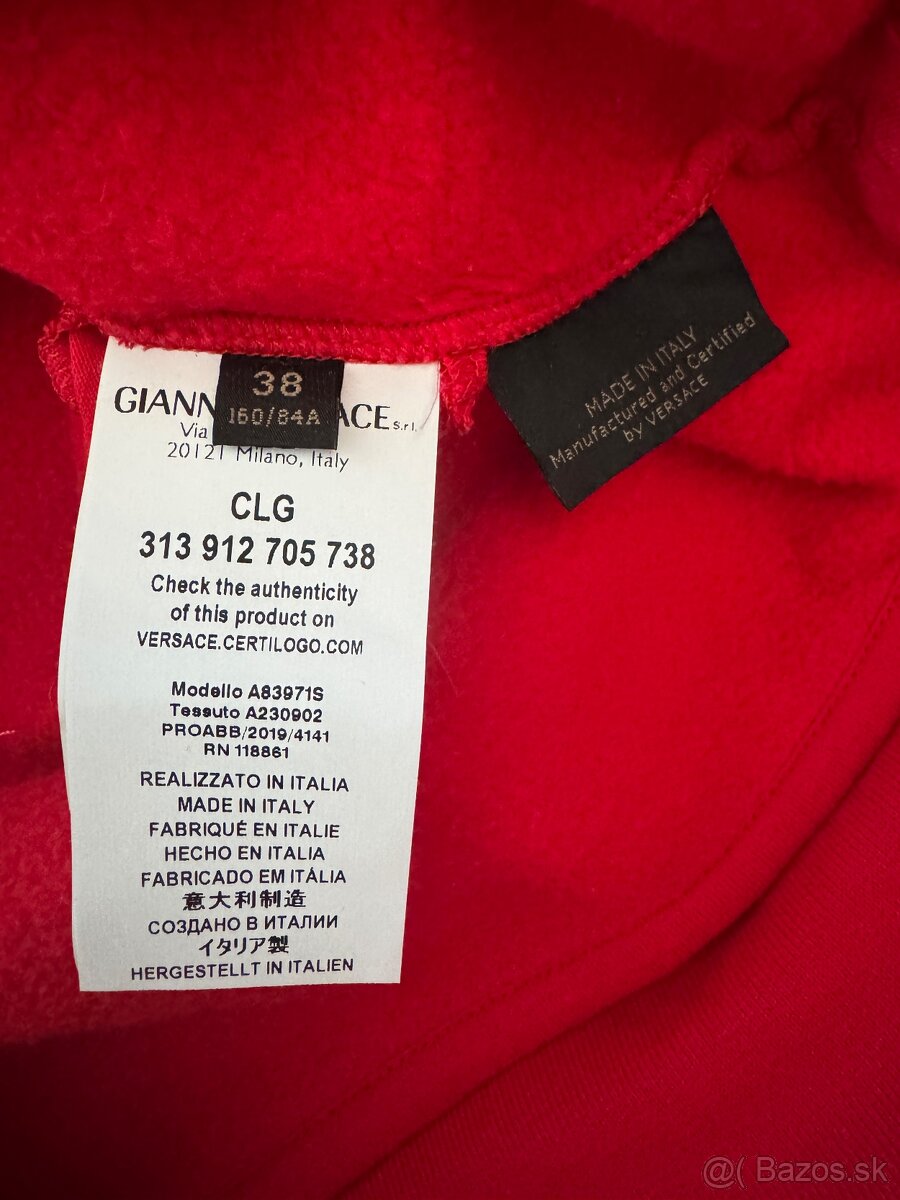 38
160/84A
GIANN ACE S.r.l.
Via
20121 Milano, Italy
CLG
313 912 705 738
Check the authenticity
of this product on
VERSACE.CERTILOGO.COM
Modello A83971S
Tessuto A230902
PROABB/2019/4141
RN 118861
REALIZZATO IN ITALIA
MADE IN ITALY
FABRIQUÉ EN ITALIE
HECHO EN ITALIA
FABRICADO EM ITÁLIA
意大利制造
СОЗДАНО В ИТАЛИИ
イタリア製
HERGESTELLT IN ITALIEN
MADE IN ITALY
Manufactured and Certified
by VERSACE
@( Bazos.sk